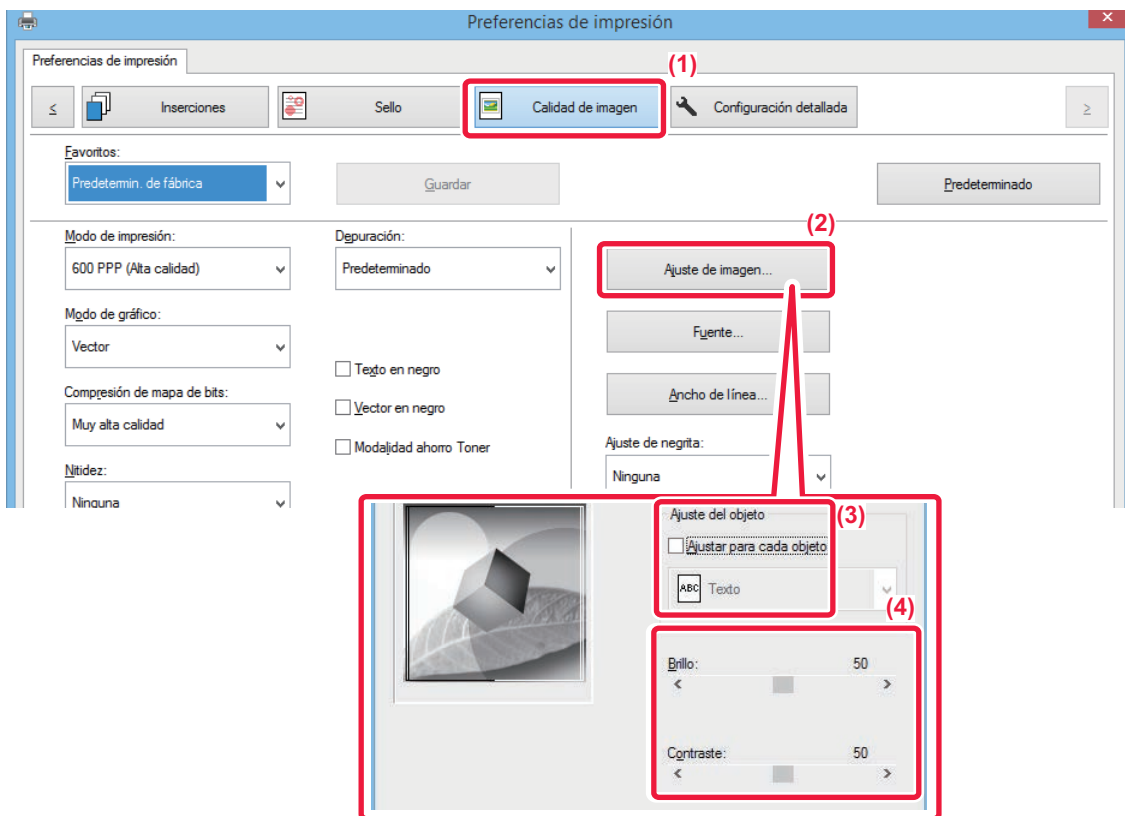 Preferencias de impresión
Preferencias de impresión
(1)
< Inserciones Sello Calidad de imagen Configuración detallada >
Favoritos:
Predetermin. de fábrica Guardar Predeterminado
(2)
Modo de impresión: Depuración:
600 PPP (Alta calidad) Predeterminado Ajuste de imagen...
Modo de gráfico:
Vector Fuente...
Texto en negro
Compresión de mapa de bits: Ancho de línea...
Vector en negro
Muy alta calidad
Modalidad ahorro Toner Ajuste de negrita:
Nitidez:
Ninguna
Ninguna
Ajuste del objeto (3)
Ajustar para cada objeto
ABC Texto
(4)
Brillo: 50
< >
Contraste: 50
< >